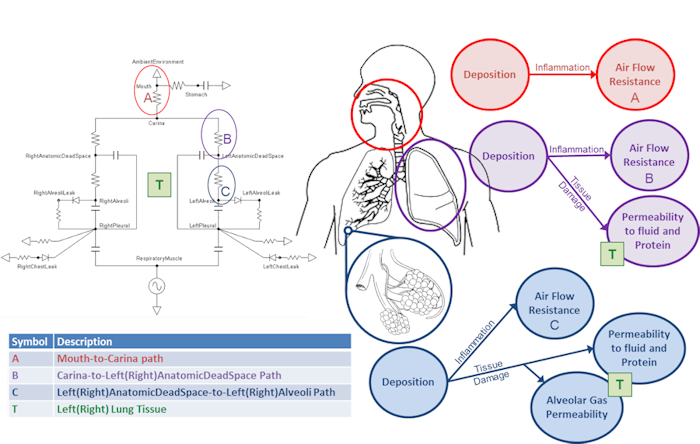 AmbientEnvironment
Mouth
A
Stomach
Carina
B
RightAnatomicDeadSpace
LeftAnatomicDeadSpace
T
C
RightAlveoliLeak
RightAlveoli
LeftAlveoli
LeftAlveoliLeak
RightPleural
LeftPleural
RightChestLeak
RespiratoryMuscle
LeftChestLeak
Deposition
Inflammation
Air Flow
Resistance
A
Deposition
Inflammation
Air Flow
Resistance
B
Tissue
Damage
Permeability
to fluid and
Protein
T
Deposition
Inflammation
Air Flow
Resistance
C
Tissue
Damage
Permeability
to fluid and
Protein
T
Alveolar Gas
Permeability
Symbol Description
A Mouth-to-Carina path
B Carina-to-Left(Right)AnatomicDeadSpace Path
C Left(Right)AnatomicDeadSpace-to-Left(Right)Alveoli Path
T Left(Right) Lung Tissue